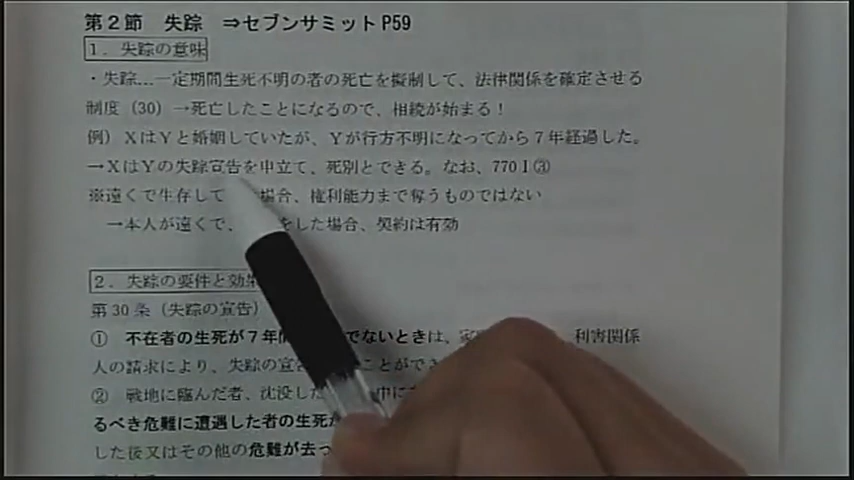 第２節　失踪　⇒セブンサミットP59
１．失踪の意味
・失踪…一定期間生死不明の者の死亡を擬制して、法律関係を確定させる
制度（30）→死亡したことになるので、相続が始まる！
例）ＸはＹと婚姻していたが、Ｙが行方不明になってから７年経過した。
→ＸはＹの失踪宣告を申立て、死別とできる。なお、770Ⅰ③
※遠くで生存して　場合、権利能力まで奪うものではない
→本人が遠くで、　をした場合、契約は有効
２．失踪の要件と効果
第30条（失踪の宣告）
①　不在者の生死が７年間　でないときは、家　利害関係
人の請求により、失踪の宣告　ことができ
②　戦地に臨んだ者、沈没した　中に
るべき危難に遭遇した者の生死が
した後又はその他の危難が去っ